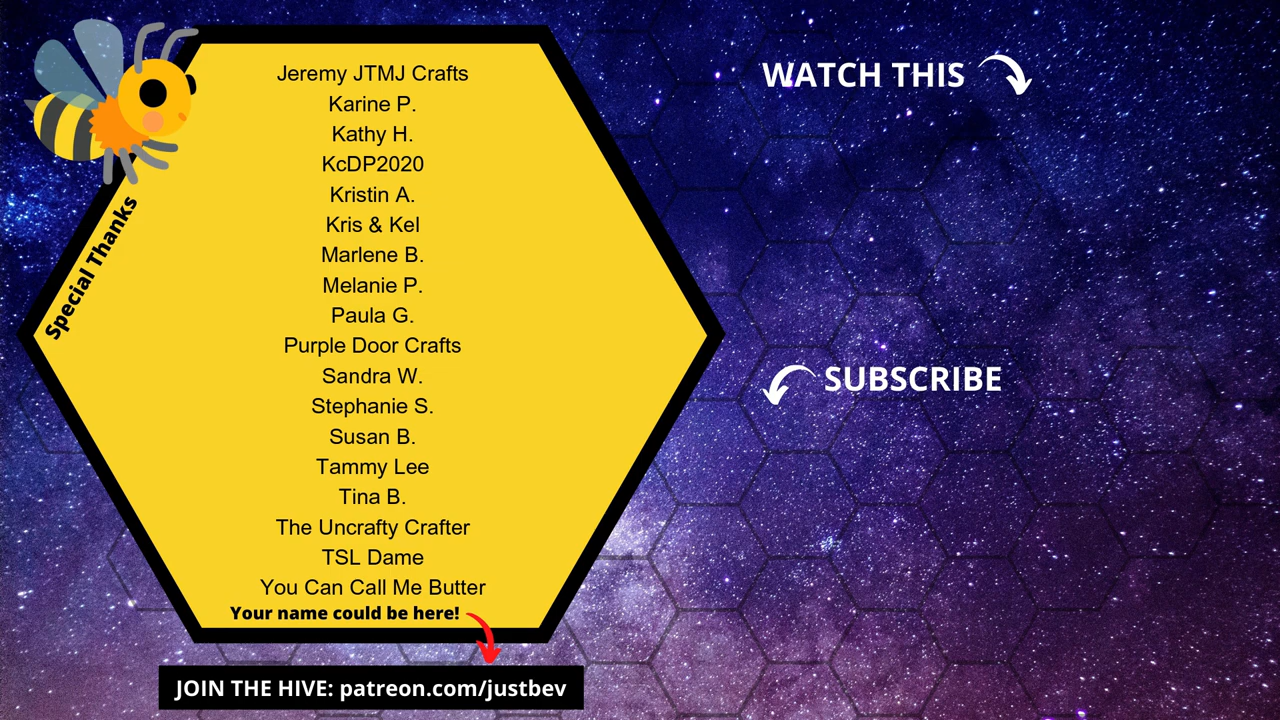 Special Thanks
Jeremy JTMJ Crafts
Karine P.
Kathy H.
KcDP2020
Kristin A.
Kris & Kel
Marlene B.
Melanie P.
Paula G.
Purple Door Crafts
Sandra W.
Stephanie S.
Susan B.
Tammy Lee
Tina B.
The Uncrafty Crafter
TSL Dame
You Can Call Me Butter
Your name could be here!
JOIN THE HIVE: patreon.com/justbev
WATCH THIS
SUBSCRIBE